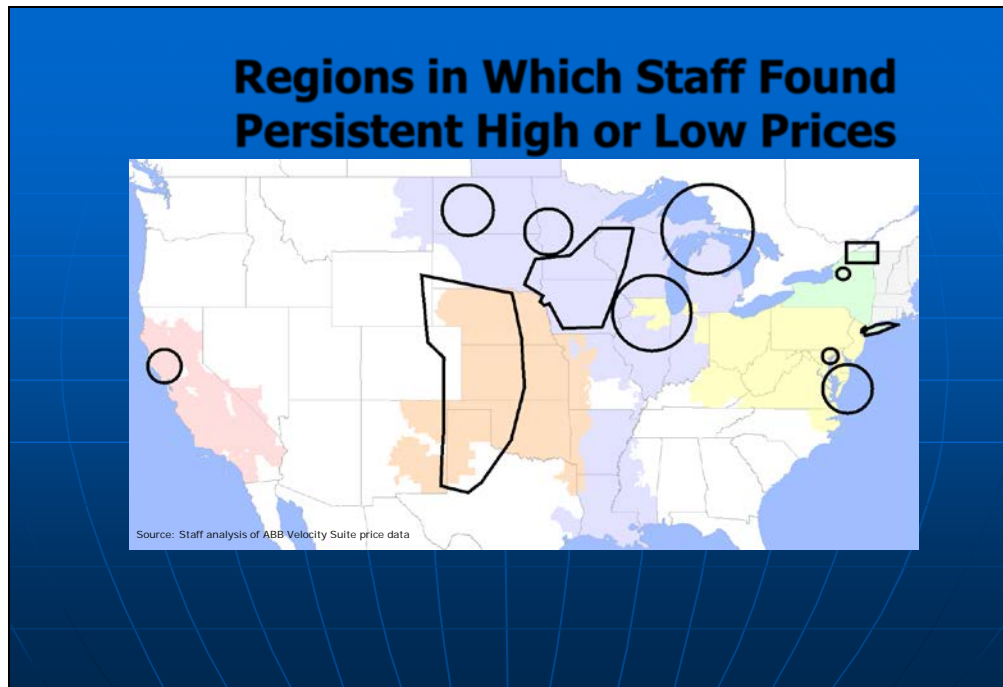 Regions in Which Staff Found
Persistent High or Low Prices
Source: Staff analysis of ABB Velocity Suite price data